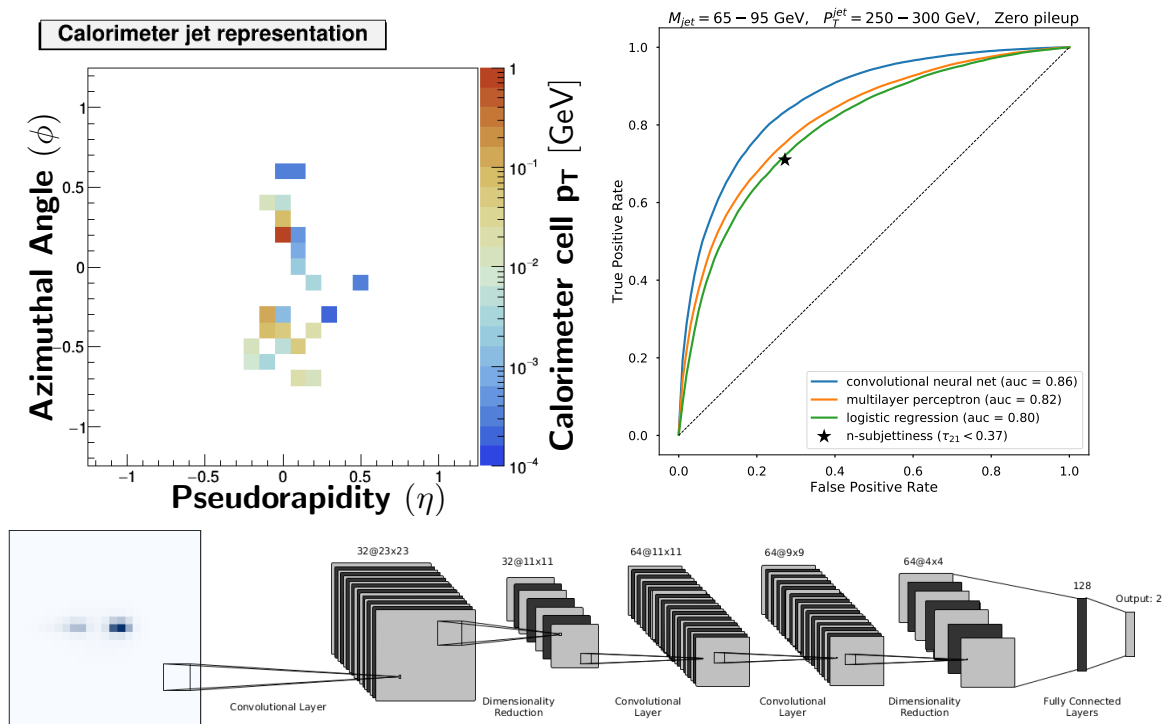 Calorimeter jet representation
1
0.5
0
−0.5
−1
−1
−0.5
0
0.5
1
Azimuthal Angle (ϕ)
Pseudorapidity (η)
1
10⁻¹
10⁻²
10⁻³
10⁻⁴
Calorimeter cell pT [GeV]
M_jet = 65 − 95 GeV, P_T^jet = 250 − 300 GeV, Zero pileup
1.0
0.8
0.6
0.4
0.2
0.0
True Positive Rate
0.0
0.2
0.4
0.6
0.8
1.0
False Positive Rate
convolutional neural net (auc = 0.86)
multilayer perceptron (auc = 0.82)
logistic regression (auc = 0.80)
n-subjettiness (τ₂₁ < 0.37)
32@23x23
32@11x11
64@11x11
64@9x9
64@4x4
128
Output: 2
Convolutional Layer
Dimensionality
Reduction
Convolutional
Layer
Convolutional
Layer
Dimensionality
Reduction
Fully Connected
Layers